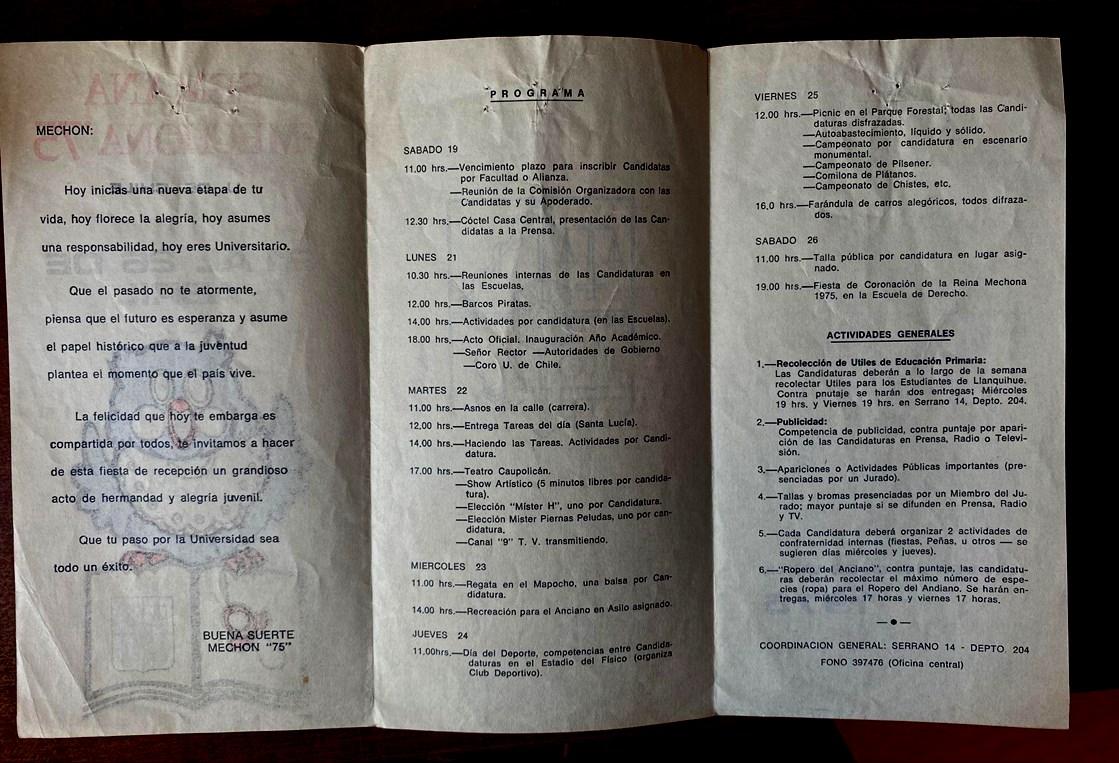 MECHON:
Hoy inicias una nueva etapa de tu
vida, hoy florece la alegría, hoy asumes
una responsabilidad, hoy eres Universitario.
Que el pasado no te atormente,
piensa que el futuro es esperanza y asume
el papel histórico que a la juventud
plantea el momento que el país vive.
La felicidad que hoy te embarga es
compartida por todos, te invitamos a hacer
de esta fiesta de recepción un grandioso
acto de hermandad y alegría juvenil.
Que tu paso por la Universidad sea
todo un éxito.
BUENA SUERTE
MECHON "75"
PROGRAMA
SABADO 19
11.00 hrs.—Vencimiento plazo para inscribir Candidatas
por Facultad o Alianza.
—Reunión de la Comisión Organizadora con las
Candidatas y su Apoderado.
12.30 hrs.—Cóctel Casa Central, presentación de las Can-
didatas a la Prensa.
LUNES 21
10.30 hrs.—Reuniones internas de las Candidaturas en
las Escuelas.
12.00 hrs.—Barcos Piratas.
14.00 hrs.—Actividades por candidatura (en las Escuelas).
18.00 hrs.—Acto Oficial. Inauguración Año Académico.
—Señor Rector —Autoridades de Gobierno
—Coro U. de Chile.
MARTES 22
11.00 hrs.—Asnos en la calle (carrera).
12.00 hrs.—Entrega Tareas del día (Santa Lucía).
14.00 hrs.—Haciendo las Tareas. Actividades por Candi-
datura.
17.00 hrs.—Teatro Caupolicán.
—Show Artístico (5 minutos libres por candida-
tura).
—Elección "Míster H", uno por Candidatura.
—Elección Mister Piernas Peludas, uno por can-
didatura.
—Canal "9" T. V. transmitiendo.
MIERCOLES 23
11.00 hrs.—Regata en el Mapocho, una balsa por Can-
didatura.
14.00 hrs.—Recreación para el Anciano en Asilo asignado.
JUEVES 24
11.00hrs.—Día del Deporte, competencias entre Candida-
daturas en el Estadio del Físico (organiza
Club Deportivo).
VIERNES 25
12.00 hrs.—Picnic en el Parque Forestal; todas las Candi-
daturas disfrazadas.
—Autoabastecimiento, líquido y sólido.
—Campeonato por candidatura en escenario
monumental.
—Campeonato de Pilsener.
—Comilona de Plátanos.
—Campeonato de Chistes, etc.
16.0 hrs.—Farándula de carros alegóricos, todos difraza-
dos.
SABADO 26
11.00 hrs.—Talla pública por candidatura en lugar asig-
nado.
19.00 hrs.—Fiesta de Coronación de la Reina Mechona
1975, en la Escuela de Derecho.
ACTIVIDADES GENERALES
1.—Recolección de Utiles de Educación Primaria:
Las Candidaturas deberán a lo largo de la semana
recolectar Utiles para los Estudiantes de Llanquihue.
Contra pnutaje se harán dos entregas; Miércoles
19 hrs. y Viernes 19 hrs. en Serrano 14, Depto. 204.
2.—Publicidad:
Competencia de publicidad, contra puntaje por apari-
ción de las Candidaturas en Prensa, Radio o Televi-
sión.
3.—Apariciones o Actividades Públicas importantes (pre-
senciadas por un Jurado).
4.—Tallas y bromas presenciadas por un Miembro del Ju-
rado; mayor puntaje si se difunden en Prensa, Radio
y TV.
5.—Cada Candidatura deberá organizar 2 actividades de
confraternidad internas (fiestas, Peñas, u otros — se
sugieren días miércoles y jueves).
6.—"Ropero del Anciano", contra puntaje, las candidatu-
ras deberán recolectar el máximo número de espe-
cies (ropa) para el Ropero del Andiano. Se harán en-
tregas, miércoles 17 horas y viernes 17 horas.
COORDINACION GENERAL: SERRANO 14 - DEPTO. 204
FONO 397476 (Oficina central)